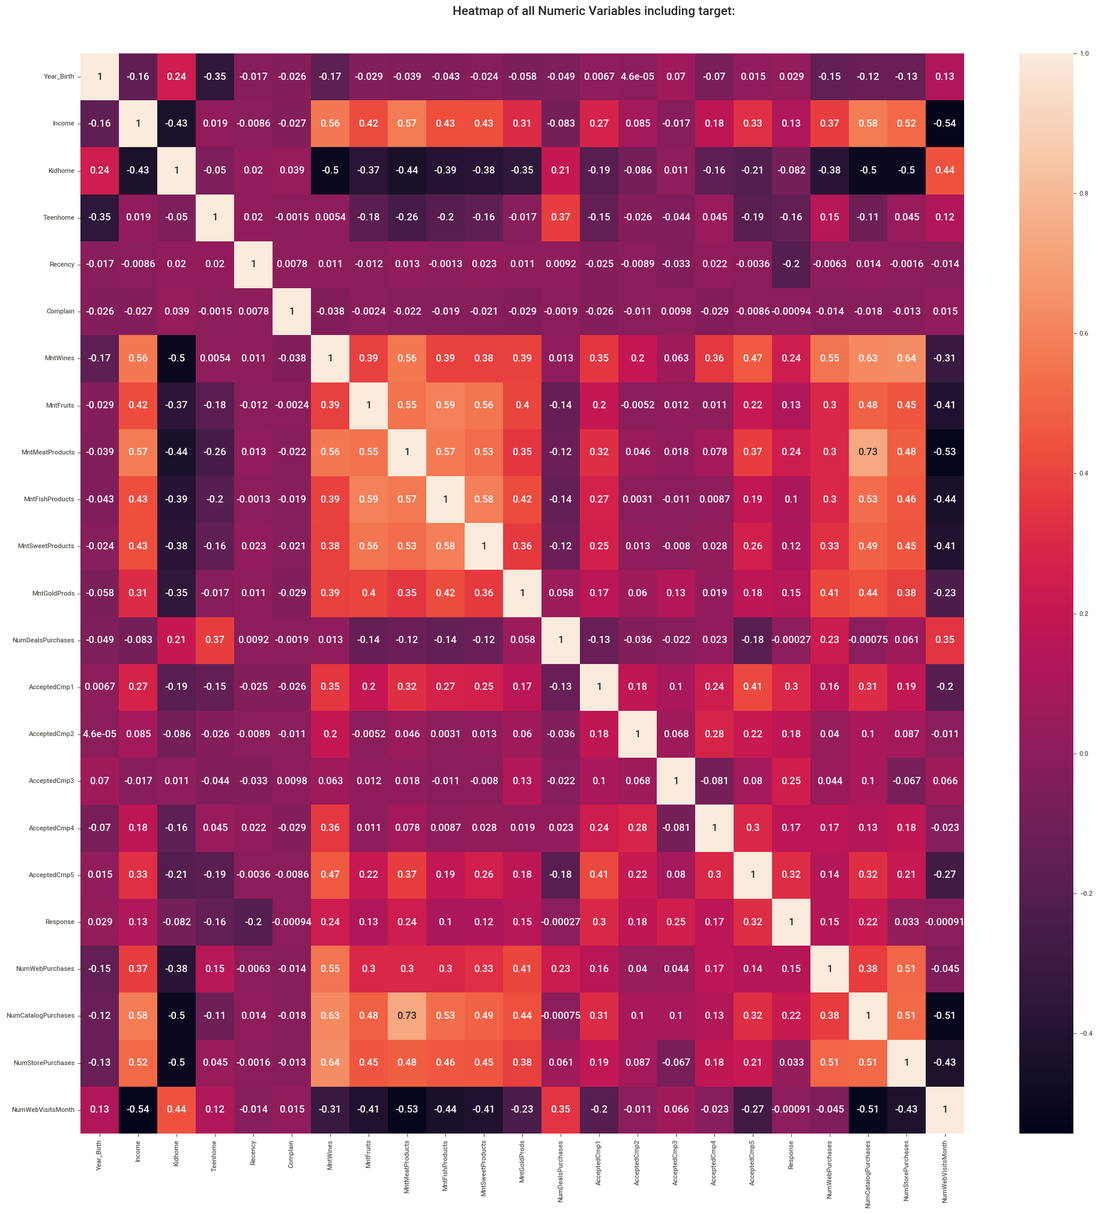 Heatmap of all Numeric Variables including target:
Year_Birth 1 -0.16 0.24 -0.35 -0.017 -0.026 -0.17 -0.029 -0.039 -0.043 -0.024 -0.058 -0.049 0.0067 4.6e-05 0.07 -0.07 0.015 0.029 -0.15 -0.12 -0.13 0.13
Income -0.16 1 -0.43 0.019 -0.0086 -0.027 0.56 0.42 0.57 0.43 0.43 0.31 -0.083 0.27 0.085 -0.017 0.18 0.33 0.13 0.37 0.58 0.52 -0.54
Kidhome 0.24 -0.43 1 -0.05 0.02 0.039 -0.5 -0.37 -0.44 -0.39 -0.38 -0.35 0.21 -0.19 -0.086 0.011 -0.16 -0.21 -0.082 -0.38 -0.5 -0.5 0.44
Teenhome -0.35 0.019 -0.05 1 0.02 -0.0015 0.0054 -0.18 -0.26 -0.2 -0.16 -0.017 0.37 -0.15 -0.026 -0.044 0.045 -0.19 -0.16 0.15 -0.11 0.045 0.12
Recency -0.017 -0.0086 0.02 0.02 1 0.0078 0.011 -0.012 0.013 -0.0013 0.023 0.011 0.0092 -0.025 -0.0089 -0.033 0.022 -0.0036 -0.2 -0.0063 0.014 -0.0016 -0.014
Complain -0.026 -0.027 0.039 -0.0015 0.0078 1 -0.038 -0.0024 -0.022 -0.019 -0.021 -0.029 -0.0019 -0.026 -0.011 0.0098 -0.029 -0.0086 -0.00094 -0.014 -0.018 -0.013 0.015
MntWines -0.17 0.56 -0.5 0.0054 0.011 -0.038 1 0.39 0.56 0.39 0.38 0.39 0.013 0.35 0.2 0.063 0.36 0.47 0.24 0.55 0.63 0.64 -0.31
MntFruits -0.029 0.42 -0.37 -0.18 -0.012 -0.0024 0.39 1 0.55 0.59 0.56 0.4 -0.14 0.2 -0.0052 0.012 0.011 0.22 0.13 0.3 0.48 0.45 -0.41
MntMeatProducts -0.039 0.57 -0.44 -0.26 0.013 -0.022 0.56 0.55 1 0.57 0.53 0.35 -0.12 0.32 0.046 0.018 0.078 0.37 0.24 0.3 0.73 0.48 -0.53
MntFishProducts -0.043 0.43 -0.39 -0.2 -0.0013 -0.019 0.39 0.59 0.57 1 0.58 0.42 -0.14 0.27 0.0031 -0.011 0.0087 0.19 0.1 0.3 0.53 0.46 -0.44
MntSweetProducts -0.024 0.43 -0.38 -0.16 0.023 -0.021 0.38 0.56 0.53 0.58 1 0.36 -0.12 0.25 0.013 -0.008 0.028 0.26 0.12 0.33 0.49 0.45 -0.41
MntGoldProds -0.058 0.31 -0.35 -0.017 0.011 -0.029 0.39 0.4 0.35 0.42 0.36 1 0.058 0.17 0.06 0.13 0.019 0.18 0.15 0.41 0.44 0.38 -0.23
NumDealsPurchases -0.049 -0.083 0.21 0.37 0.0092 -0.0019 0.013 -0.14 -0.12 -0.14 -0.12 0.058 1 -0.13 -0.036 -0.022 0.023 -0.18 -0.00027 0.23 -0.00075 0.061 0.35
AcceptedCmp1 0.0067 0.27 -0.19 -0.15 -0.025 -0.026 0.35 0.2 0.32 0.27 0.25 0.17 -0.13 1 0.18 0.1 0.24 0.41 0.3 0.16 0.31 0.19 -0.2
AcceptedCmp2 4.6e-05 0.085 -0.086 -0.026 -0.0089 -0.011 0.2 -0.0052 0.046 0.0031 0.013 0.06 -0.036 0.18 1 0.068 0.28 0.22 0.18 0.04 0.1 0.087 -0.011
AcceptedCmp3 0.07 -0.017 0.011 -0.044 -0.033 0.0098 0.063 0.012 0.018 -0.011 -0.008 0.13 -0.022 0.1 0.068 1 -0.081 0.08 0.25 0.044 0.1 -0.067 0.066
AcceptedCmp4 -0.07 0.18 -0.16 0.045 0.022 -0.029 0.36 0.011 0.078 0.0087 0.028 0.019 0.023 0.24 0.28 -0.081 1 0.3 0.17 0.17 0.13 0.18 -0.023
AcceptedCmp5 0.015 0.33 -0.21 -0.19 -0.0036 -0.0086 0.47 0.22 0.37 0.19 0.26 0.18 -0.18 0.41 0.22 0.08 0.3 1 0.32 0.14 0.32 0.21 -0.27
Response 0.029 0.13 -0.082 -0.16 -0.2 -0.00094 0.24 0.13 0.24 0.1 0.12 0.15 -0.00027 0.3 0.18 0.25 0.17 0.32 1 0.15 0.22 0.033 -0.00091
NumWebPurchases -0.15 0.37 -0.38 0.15 -0.0063 -0.014 0.55 0.3 0.3 0.3 0.33 0.41 0.23 0.16 0.04 0.044 0.17 0.14 0.15 1 0.38 0.51 -0.045
NumCatalogPurchases -0.12 0.58 -0.5 -0.11 0.014 -0.018 0.63 0.48 0.73 0.53 0.49 0.44 -0.00075 0.31 0.1 0.1 0.13 0.32 0.22 0.38 1 0.51 -0.51
NumStorePurchases -0.13 0.52 -0.5 0.045 -0.0016 -0.013 0.64 0.45 0.48 0.46 0.45 0.38 0.061 0.19 0.087 -0.067 0.18 0.21 0.033 0.51 0.51 1 -0.43
NumWebVisitsMonth 0.13 -0.54 0.44 0.12 -0.014 0.015 -0.31 -0.41 -0.53 -0.44 -0.41 -0.23 0.35 -0.2 -0.011 0.066 -0.023 -0.27 -0.00091 -0.045 -0.51 -0.43 1
Year_Birth
Income
Kidhome
Teenhome
Recency
Complain
MntWines
MntFruits
MntMeatProducts
MntFishProducts
MntSweetProducts
MntGoldProds
NumDealsPurchases
AcceptedCmp1
AcceptedCmp2
AcceptedCmp3
AcceptedCmp4
AcceptedCmp5
Response
NumWebPurchases
NumCatalogPurchases
NumStorePurchases
NumWebVisitsMonth
1.0
0.8
0.6
0.4
0.2
0.0
-0.2
-0.4